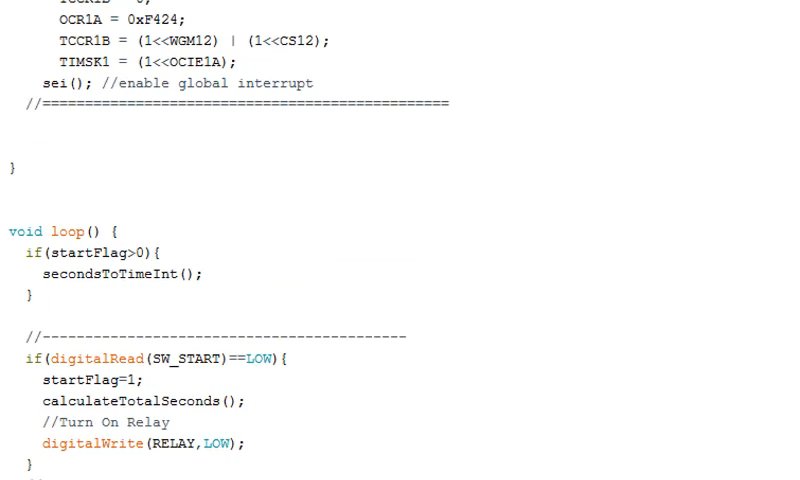 OCR1A = 0xF424;
TCCR1B = (1<<WGM12) | (1<<CS12);
TIMSK1 = (1<<OCIE1A);
sei(); //enable global interrupt
//================================================
}
void loop() {
if(startFlag>0){
secondsToTimeInt();
}
//-------------------------------------------
if(digitalRead(SW_START)==LOW){
startFlag=1;
calculateTotalSeconds();
//Turn On Relay
digitalWrite(RELAY,LOW);
}